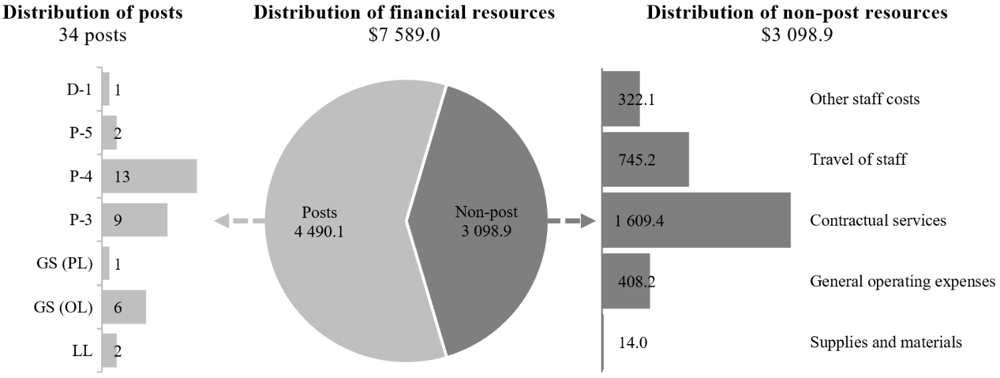 Distribution of posts
34 posts
D-1 1
P-5 2
P-4 13
P-3 9
GS (PL) 1
GS (OL) 6
LL 2
Distribution of financial resources
$7 589.0
Posts
4 490.1
Non-post
3 098.9
Distribution of non-post resources
$3 098.9
322.1 Other staff costs
745.2 Travel of staff
1 609.4 Contractual services
408.2 General operating expenses
14.0 Supplies and materials